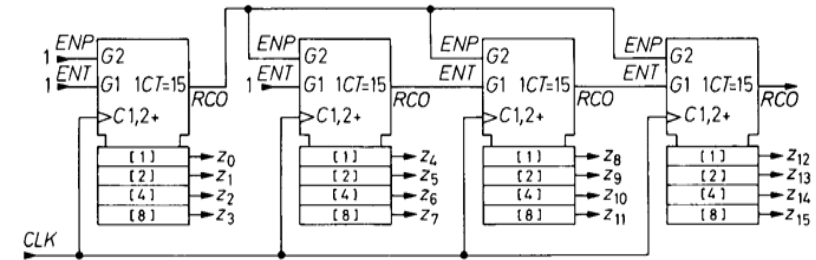 ENP ENP ENP ENP
1 G2 G2 G2 G2
ENT 1 ENT ENT ENT
1 G1 1CT=15 G1 1CT=15 G1 1CT=15 G1 1CT=15
RCO RCO RCO RCO
C1,2+ C1,2+ C1,2+ C1,2+
[1] Z0 [1] Z4 [1] Z8 [1] Z12
[2] Z1 [2] Z5 [2] Z9 [2] Z13
[4] Z2 [4] Z6 [4] Z10 [4] Z14
[8] Z3 [8] Z7 [8] Z11 [8] Z15
CLK